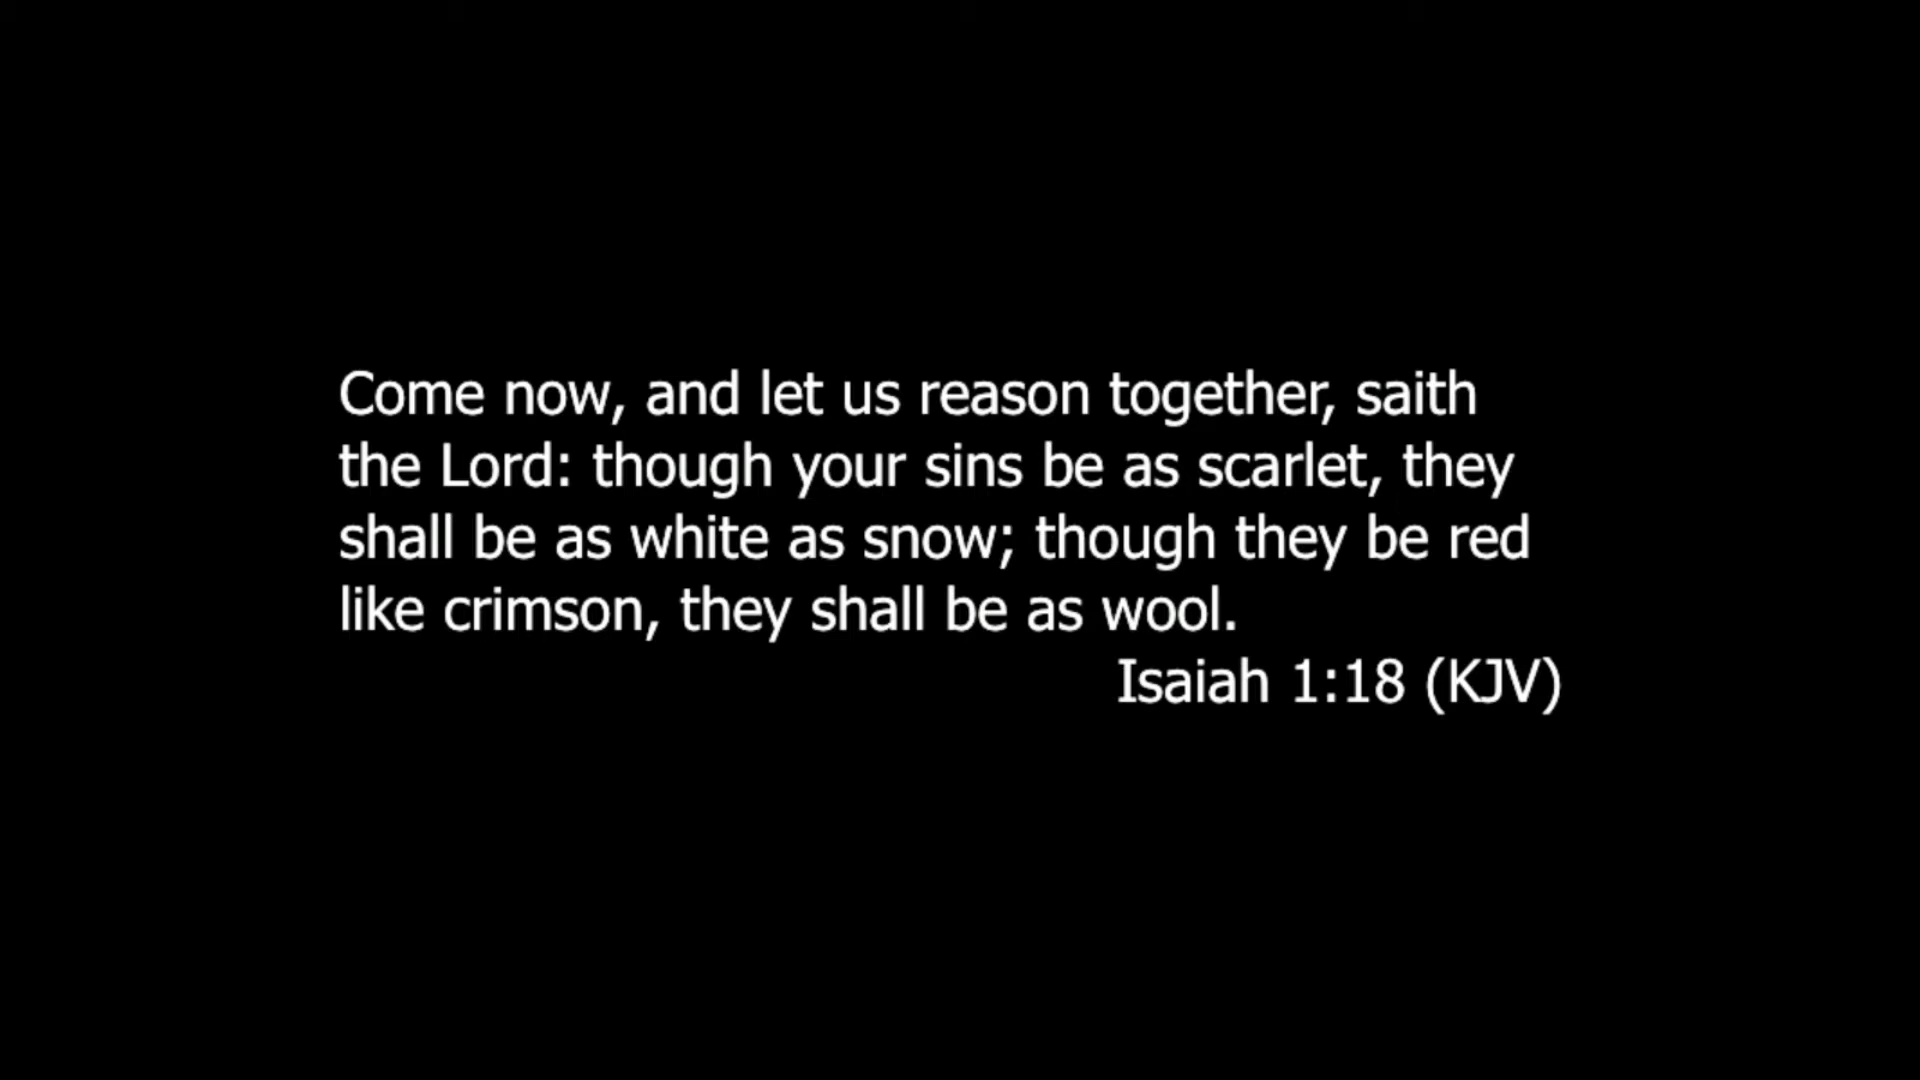 Come now, and let us reason together, saith
the Lord: though your sins be as scarlet, they
shall be as white as snow; though they be red
like crimson, they shall be as wool.
Isaiah 1:18 (KJV)